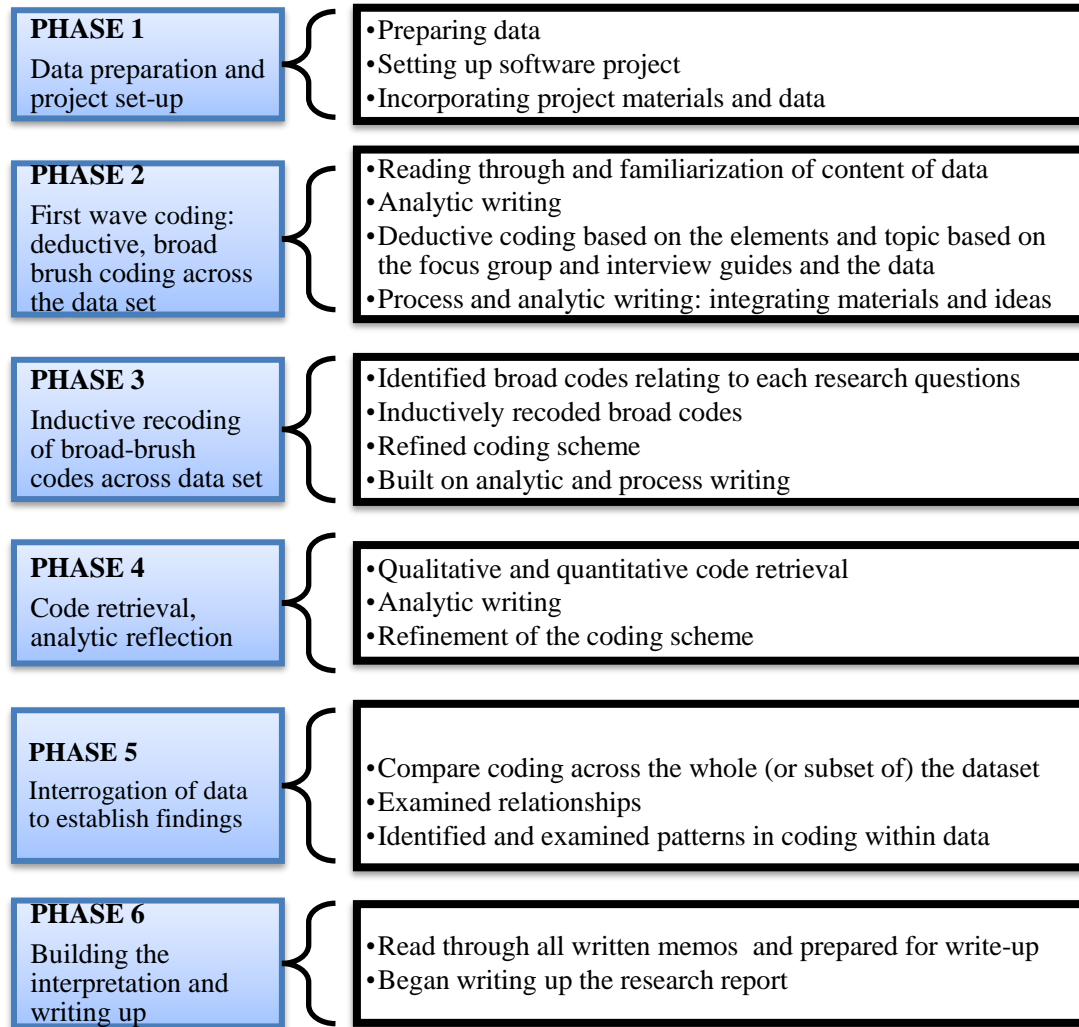 PHASE 1
Data preparation and
project set-up
•Preparing data
•Setting up software project
•Incorporating project materials and data
PHASE 2
First wave coding:
deductive, broad
brush coding across
the data set
•Reading through and familiarization of content of data
•Analytic writing
•Deductive coding based on the elements and topic based on
the focus group and interview guides and the data
•Process and analytic writing: integrating materials and ideas
PHASE 3
Inductive recoding
of broad-brush
codes across data set
•Identified broad codes relating to each research questions
•Inductively recoded broad codes
•Refined coding scheme
•Built on analytic and process writing
PHASE 4
Code retrieval,
analytic reflection
•Qualitative and quantitative code retrieval
•Analytic writing
•Refinement of the coding scheme
PHASE 5
Interrogation of data
to establish findings
•Compare coding across the whole (or subset of) the dataset
•Examined relationships
•Identified and examined patterns in coding within data
PHASE 6
Building the
interpretation and
writing up
•Read through all written memos and prepared for write-up
•Began writing up the research report